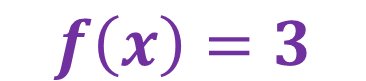 f(x) = 3